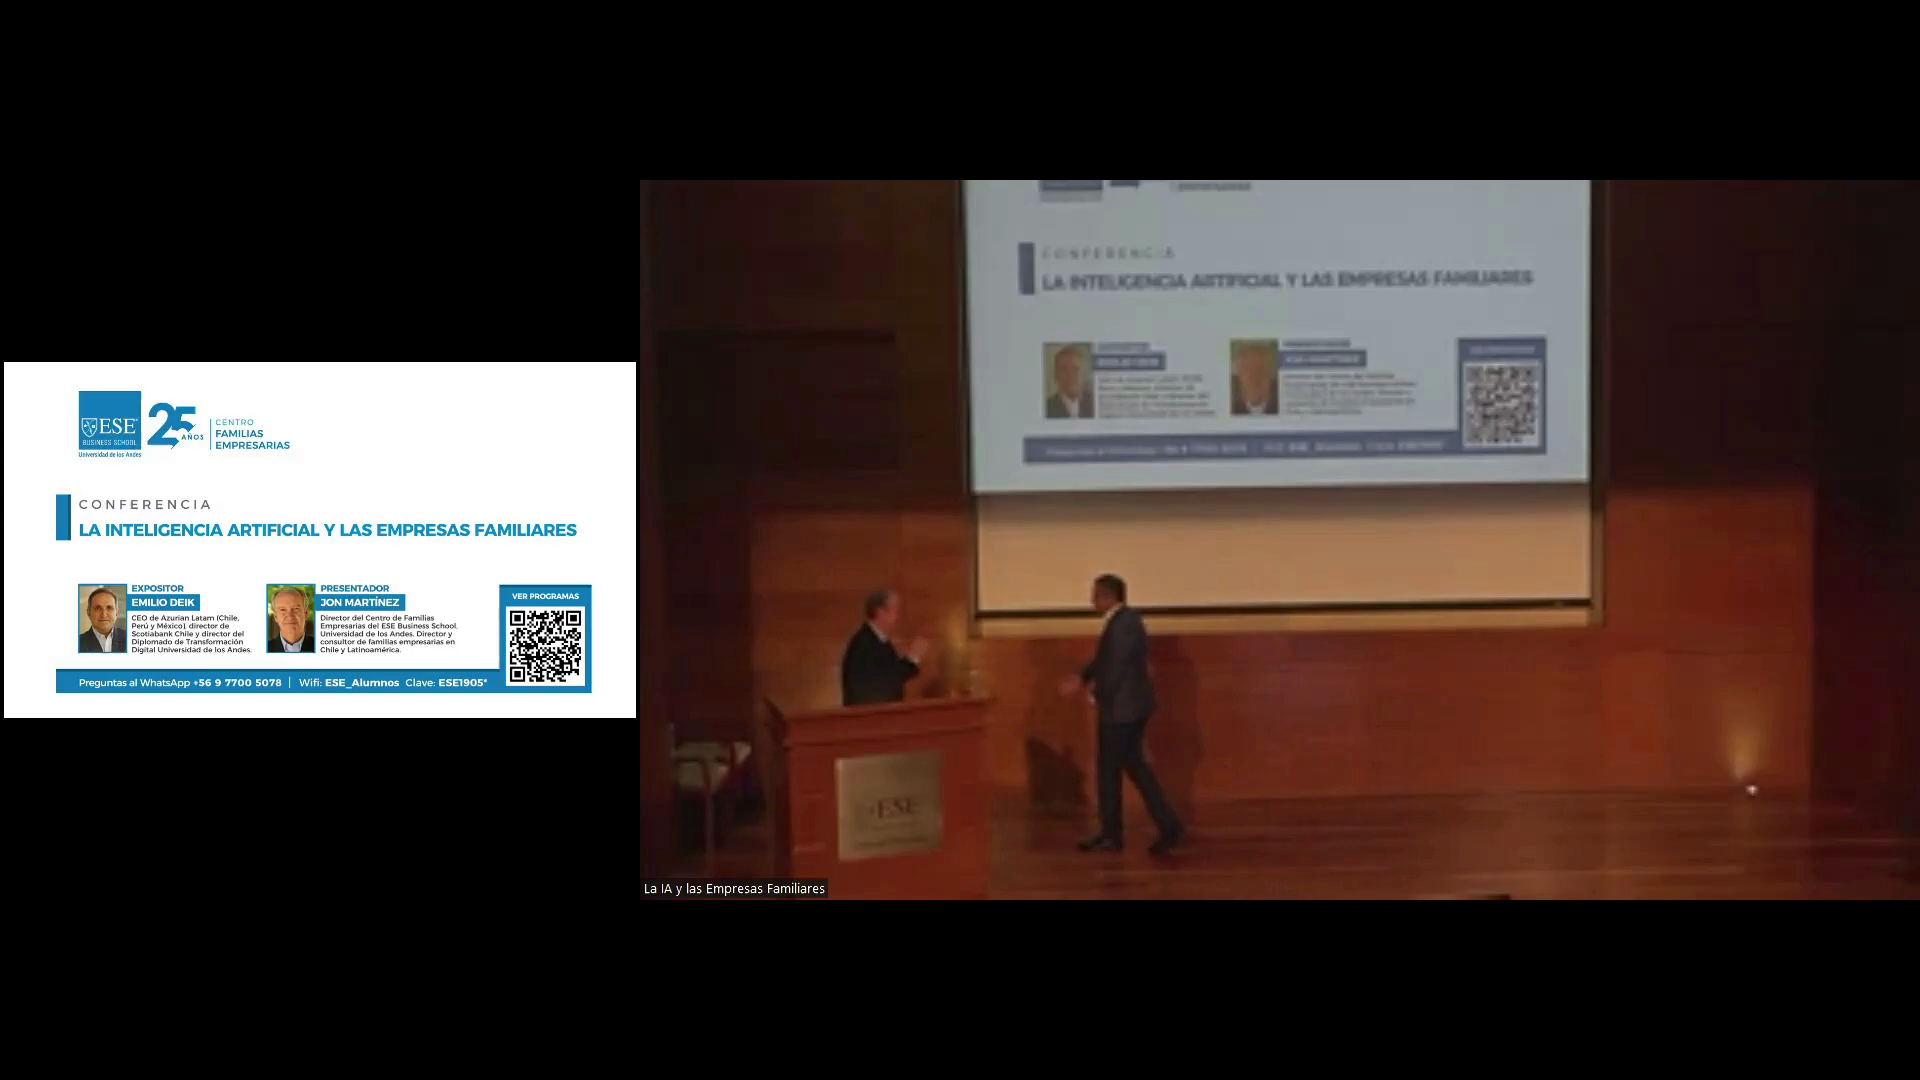 ESE
BUSINESS SCHOOL
Universidad de los Andes
25 AÑOS
CENTRO
FAMILIAS
EMPRESARIAS
CONFERENCIA
LA INTELIGENCIA ARTIFICIAL Y LAS EMPRESAS FAMILIARES
EXPOSITOR
EMILIO DEIK
CEO de Azurian Latam (Chile,
Perú y México), director de
Scotiabank Chile y director del
Diplomado de Transformación
Digital Universidad de los Andes.
PRESENTADOR
JON MARTÍNEZ
Director del Centro de Familias
Empresarias del ESE Business School,
Universidad de los Andes. Director y
consultor de familias empresarias en
Chile y Latinoamérica.
VER PROGRAMAS
Preguntas al WhatsApp +56 9 7700 5078 | Wifi: ESE_Alumnos Clave: ESE1905*
CONFERENCIA
LA INTELIGENCIA ARTIFICIAL Y LAS EMPRESAS FAMILIARES
ESE
La IA y las Empresas Familiares